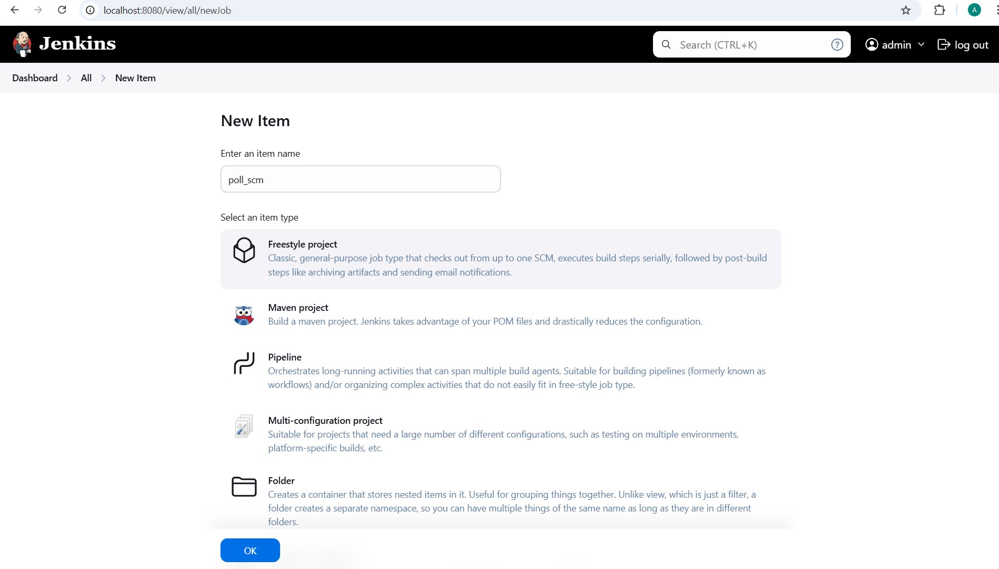 localhost:8080/view/all/newJob
A
Jenkins
Search (CTRL+K)
?
admin
log out
Dashboard
All
New Item
New Item
Enter an item name
poll_scm
Select an item type
Freestyle project
Classic, general-purpose job type that checks out from up to one SCM, executes build steps serially, followed by post-build
steps like archiving artifacts and sending email notifications.
Maven project
Build a maven project. Jenkins takes advantage of your POM files and drastically reduces the configuration.
Pipeline
Orchestrates long-running activities that can span multiple build agents. Suitable for building pipelines (formerly known as
workflows) and/or organizing complex activities that do not easily fit in free-style job type.
Multi-configuration project
Suitable for projects that need a large number of different configurations, such as testing on multiple environments,
platform-specific builds, etc.
Folder
Creates a container that stores nested items in it. Useful for grouping things together. Unlike view, which is just a filter, a
folder creates a separate namespace, so you can have multiple things of the same name as long as they are in different
folders.
OK